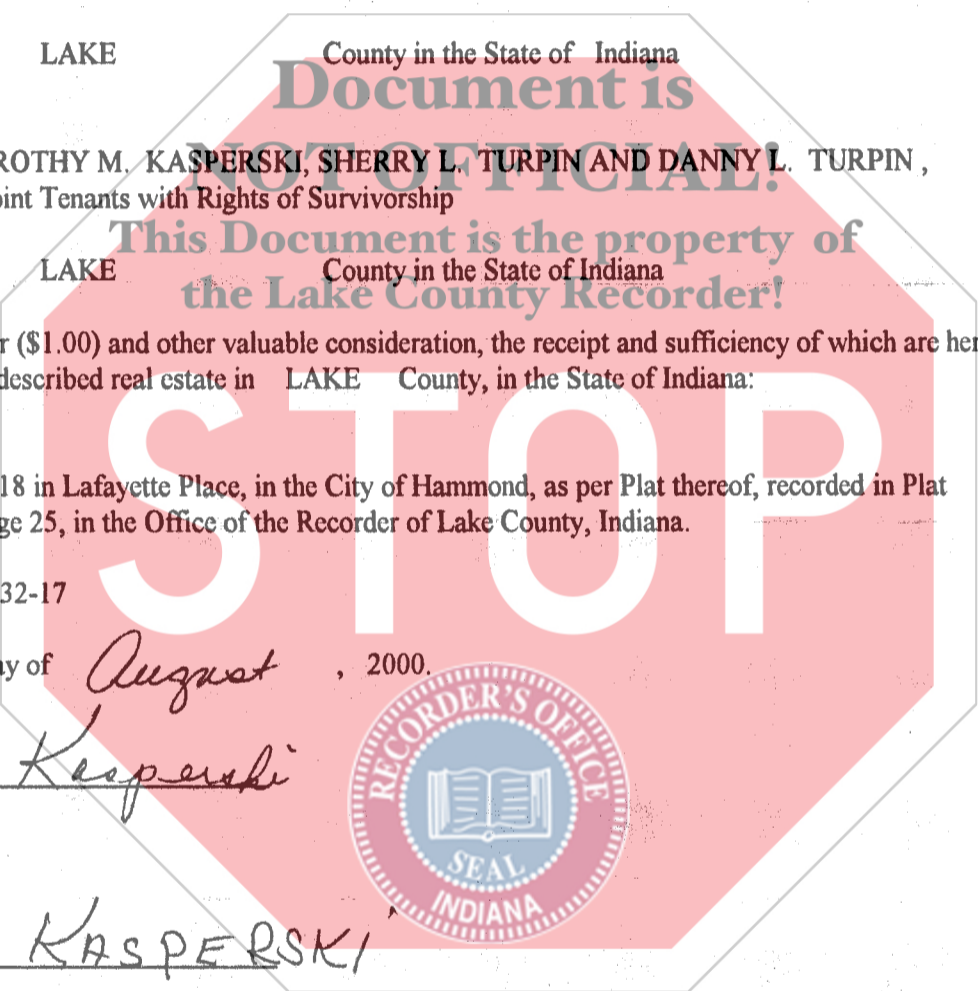 LAKE County in the State of Indiana
Document is
ROTHY M. KASPERSKI, SHERRY L. TURPIN AND DANNY L. TURPIN ,
NOT OFFICIAL!
oint Tenants with Rights of Survivorship
This Document is the property of
LAKE County in the State of Indiana
the Lake County Recorder!
r ($1.00) and other valuable consideration, the receipt and sufficiency of which are her
described real estate in LAKE County, in the State of Indiana:
STOP
18 in Lafayette Place, in the City of Hammond, as per Plat thereof, recorded in Plat
ge 25, in the Office of the Recorder of Lake County, Indiana.
32-17
ay of August , 2000.
RECORDER'S OFFICE
Kasperski
SEAL
INDIANA
KASPERSKI